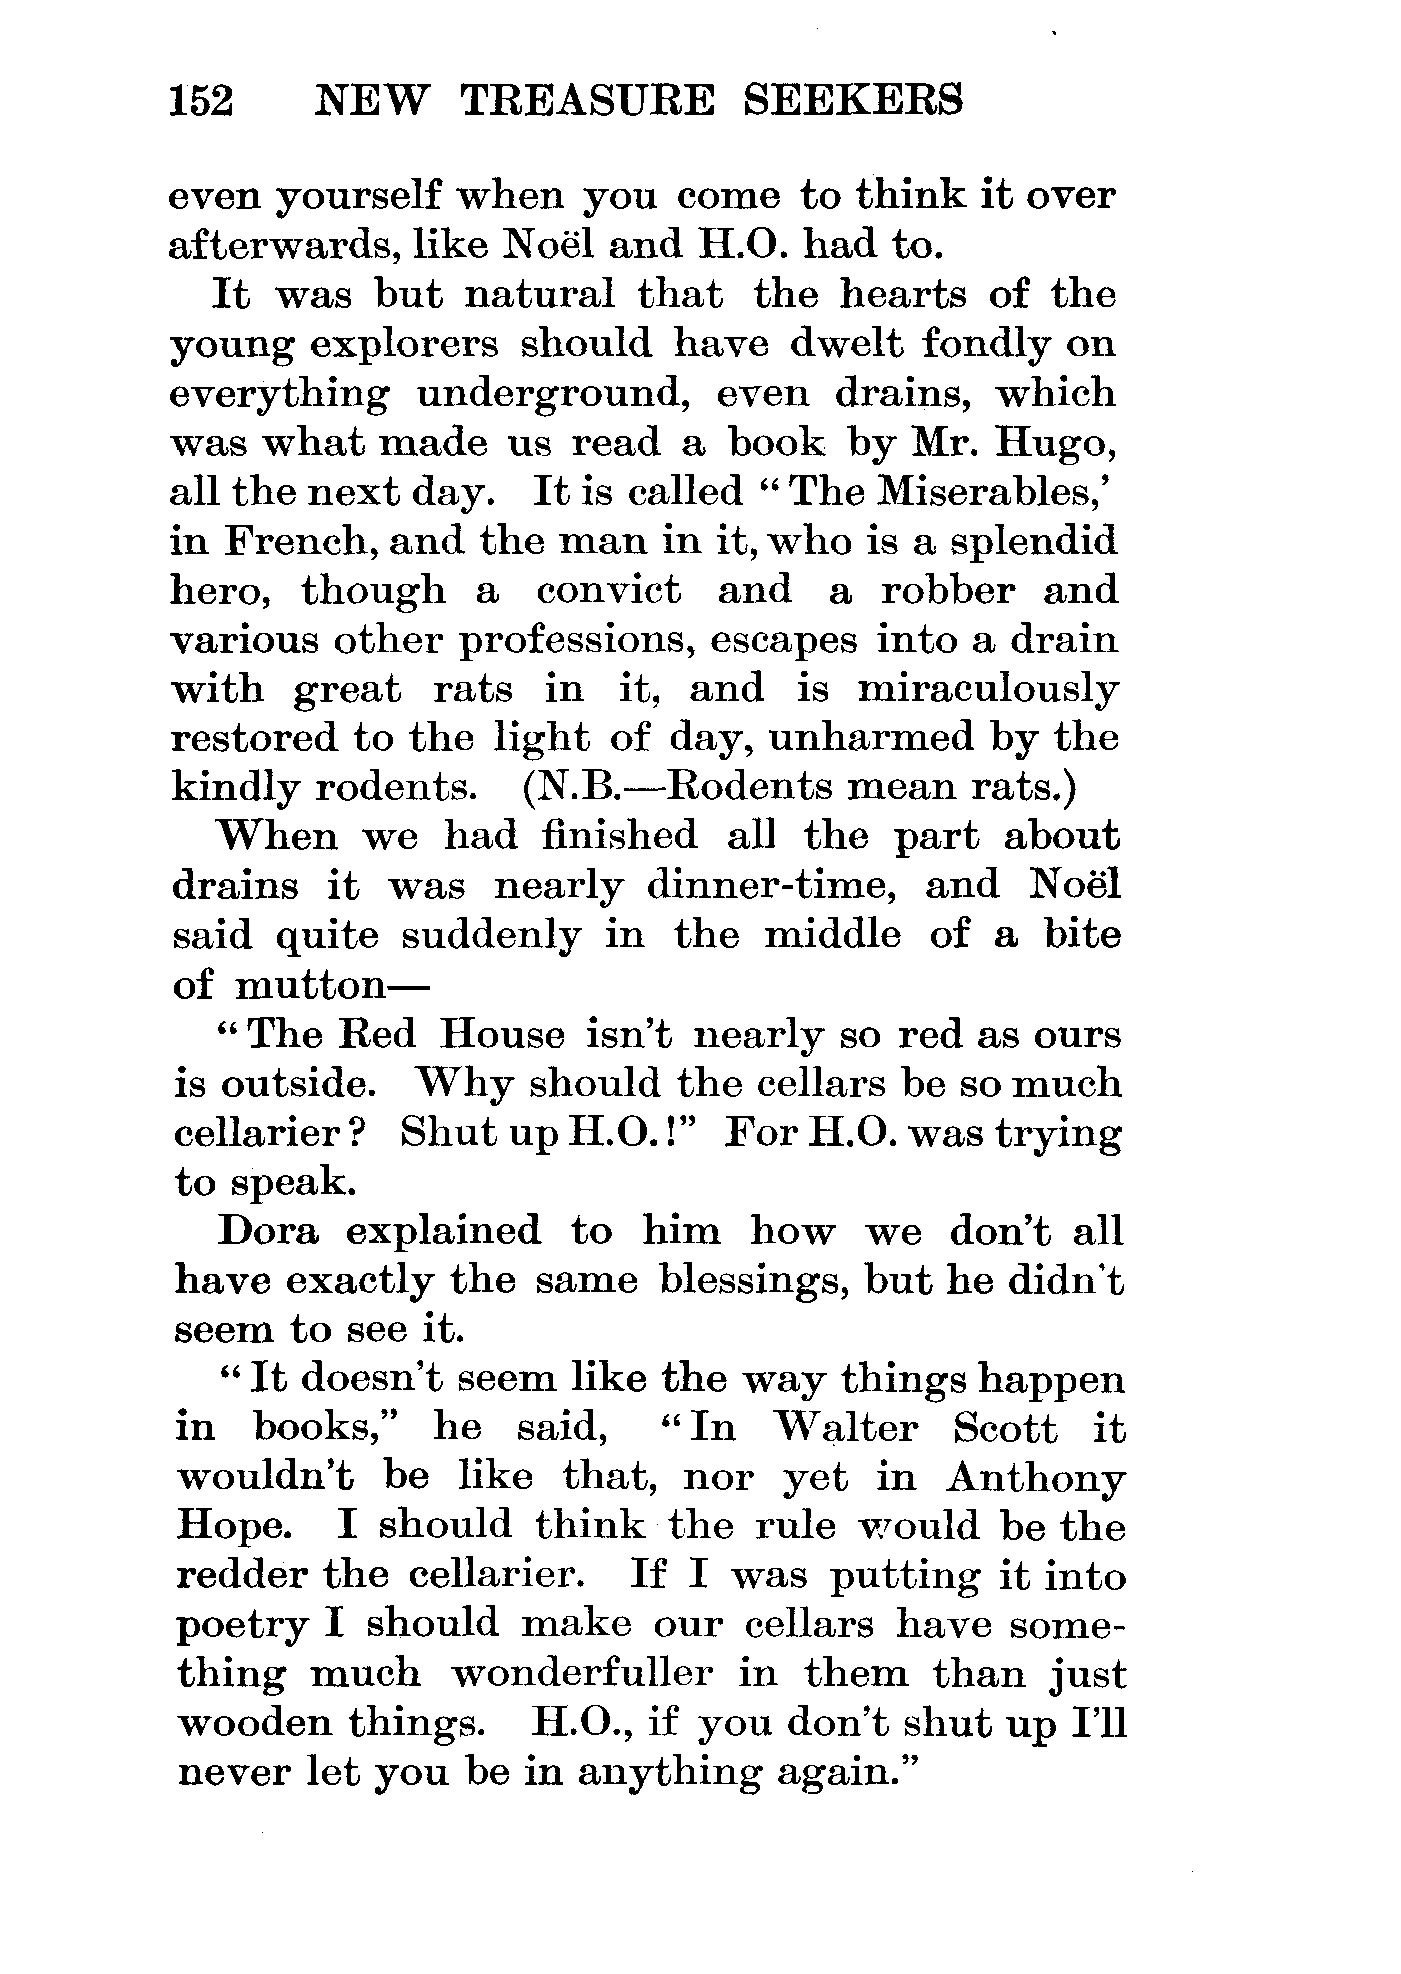 152 NEW TREASURE SEEKERS
even yourself when you come to think it over
afterwards, like Noël and H.O. had to.
It was but natural that the hearts of the
young explorers should have dwelt fondly on
everything underground, even drains, which
was what made us read a book by Mr. Hugo,
all the next day. It is called “The Miserables,’
in French, and the man in it, who is a splendid
hero, though a convict and a robber and
various other professions, escapes into a drain
with great rats in it, and is miraculously
restored to the light of day, unharmed by the
kindly rodents. (N.B.—Rodents mean rats.)
When we had finished all the part about
drains it was nearly dinner-time, and Noël
said quite suddenly in the middle of a bite
of mutton—
“The Red House isn’t nearly so red as ours
is outside. Why should the cellars be so much
cellarier? Shut up H.O.!” For H.O. was trying
to speak.
Dora explained to him how we don’t all
have exactly the same blessings, but he didn’t
seem to see it.
“It doesn’t seem like the way things happen
in books,” he said, “In Walter Scott it
wouldn’t be like that, nor yet in Anthony
Hope. I should think the rule would be the
redder the cellarier. If I was putting it into
poetry I should make our cellars have some-
thing much wonderfuller in them than just
wooden things. H.O., if you don’t shut up I’ll
never let you be in anything again.”